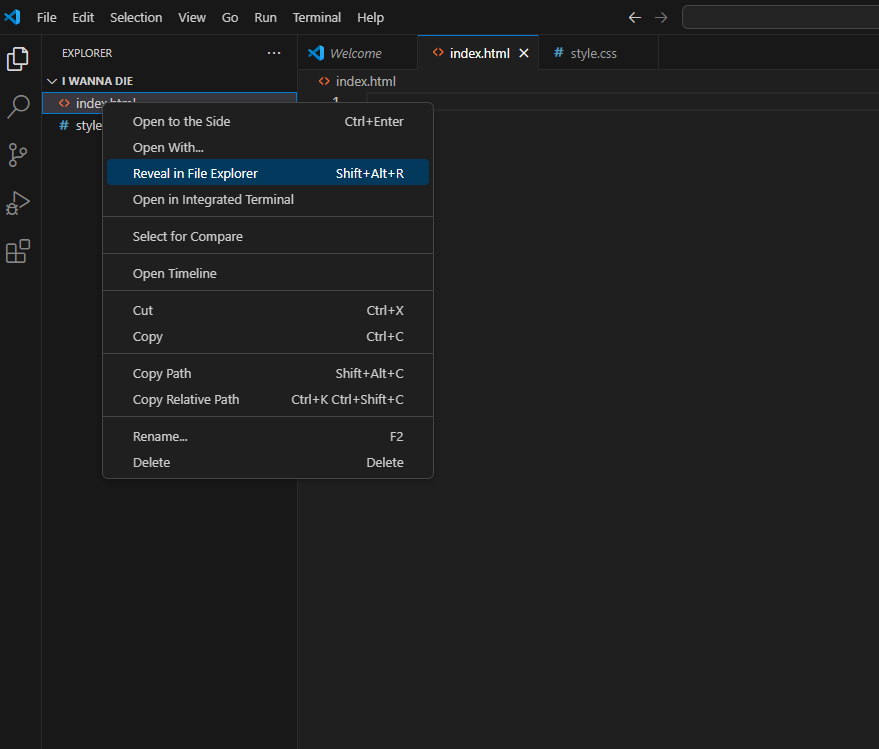 File Edit Selection View Go Run Terminal Help
EXPLORER ...
Welcome index.html style.css
I WANNA DIE
index.html
index.html
style
1
Open to the Side Ctrl+Enter
Open With...
Reveal in File Explorer Shift+Alt+R
Open in Integrated Terminal
Select for Compare
Open Timeline
Cut Ctrl+X
Copy Ctrl+C
Copy Path Shift+Alt+C
Copy Relative Path Ctrl+K Ctrl+Shift+C
Rename... F2
Delete Delete